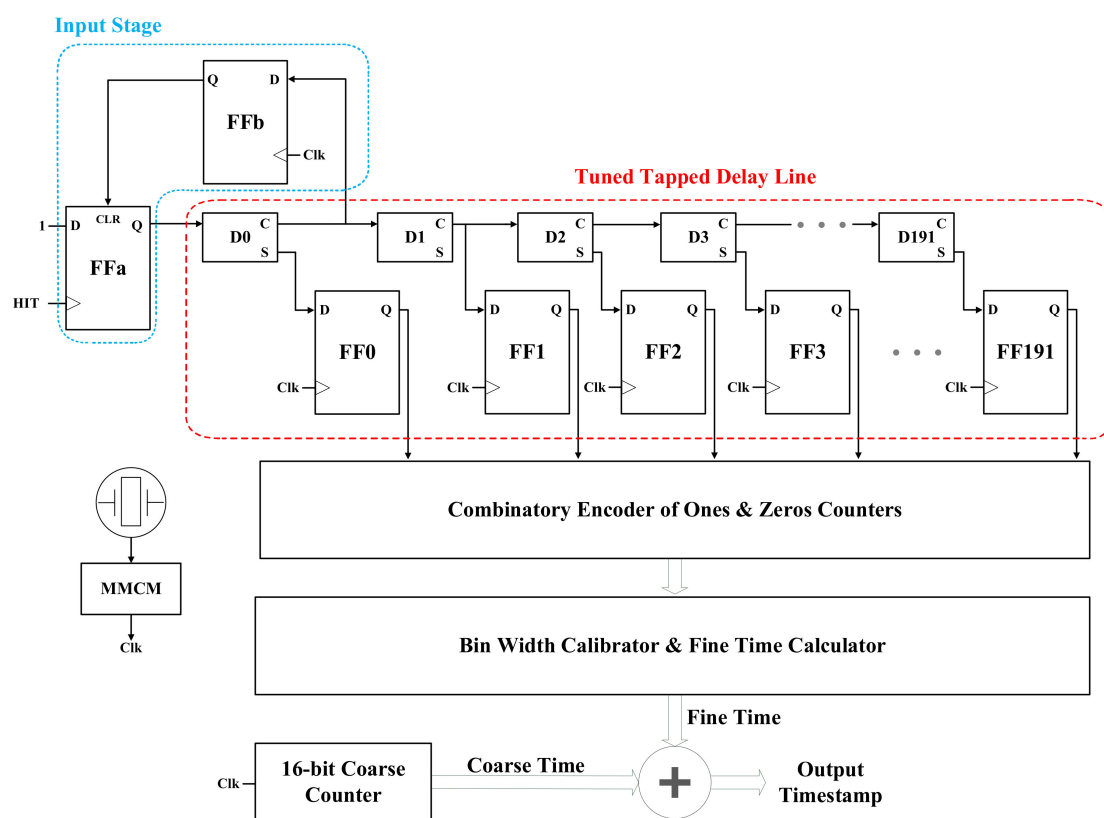 Input Stage
Q D
FFb
Clk
Tuned Tapped Delay Line
1 D CLR Q
FFa
HIT
D0 C S
D1 C S
D2 C S
D3 C S
D191 C S
D Q
FF0
Clk
D Q
FF1
Clk
D Q
FF2
Clk
D Q
FF3
Clk
D Q
FF191
Clk
Combinatory Encoder of Ones & Zeros Counters
MMCM
Clk
Bin Width Calibrator & Fine Time Calculator
Fine Time
Clk
16-bit Coarse
Counter
Coarse Time
+
Output
Timestamp